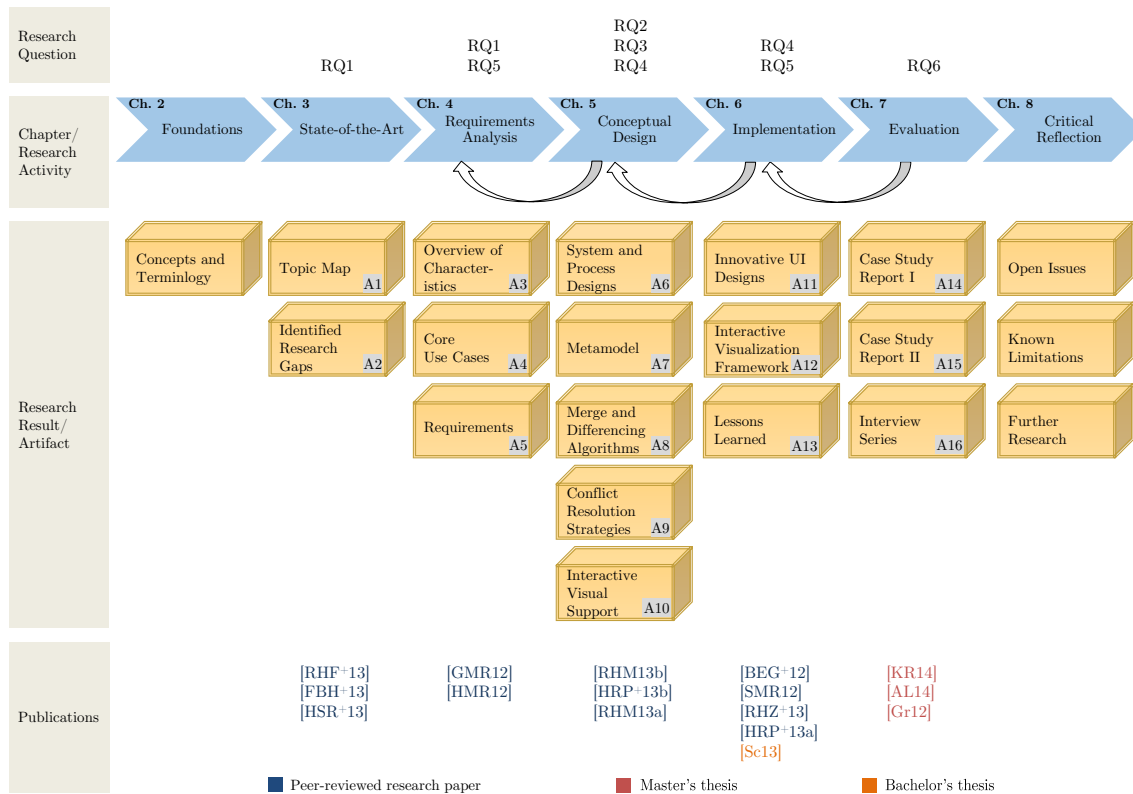 Research
Question
RQ1
RQ1
RQ5
RQ2
RQ3
RQ4
RQ4
RQ5
RQ6
Chapter/
Research
Activity
Ch. 2
Foundations
Ch. 3
State-of-the-Art
Ch. 4
Requirements
Analysis
Ch. 5
Conceptual
Design
Ch. 6
Implementation
Ch. 7
Evaluation
Ch. 8
Critical
Reflection
Research
Result/
Artifact
Concepts and
Terminlogy
Topic Map
A1
Identified
Research
Gaps
A2
Overview of
Character-
istics
A3
Core
Use Cases
A4
Requirements
A5
System and
Process
Designs
A6
Metamodel
A7
Merge and
Differencing
Algorithms
A8
Conflict
Resolution
Strategies
A9
Interactive
Visual
Support
A10
Innovative UI
Designs
A11
Interactive
Visualization
Framework
A12
Lessons
Learned
A13
Case Study
Report I
A14
Case Study
Report II
A15
Interview
Series
A16
Open Issues
Known
Limitations
Further
Research
Publications
[RHF+13]
[FBH+13]
[HSR+13]
[GMR12]
[HMR12]
[RHM13b]
[HRP+13b]
[RHM13a]
[BEG+12]
[SMR12]
[RHZ+13]
[HRP+13a]
[Sc13]
[KR14]
[AL14]
[Gr12]
Peer-reviewed research paper
Master's thesis
Bachelor's thesis